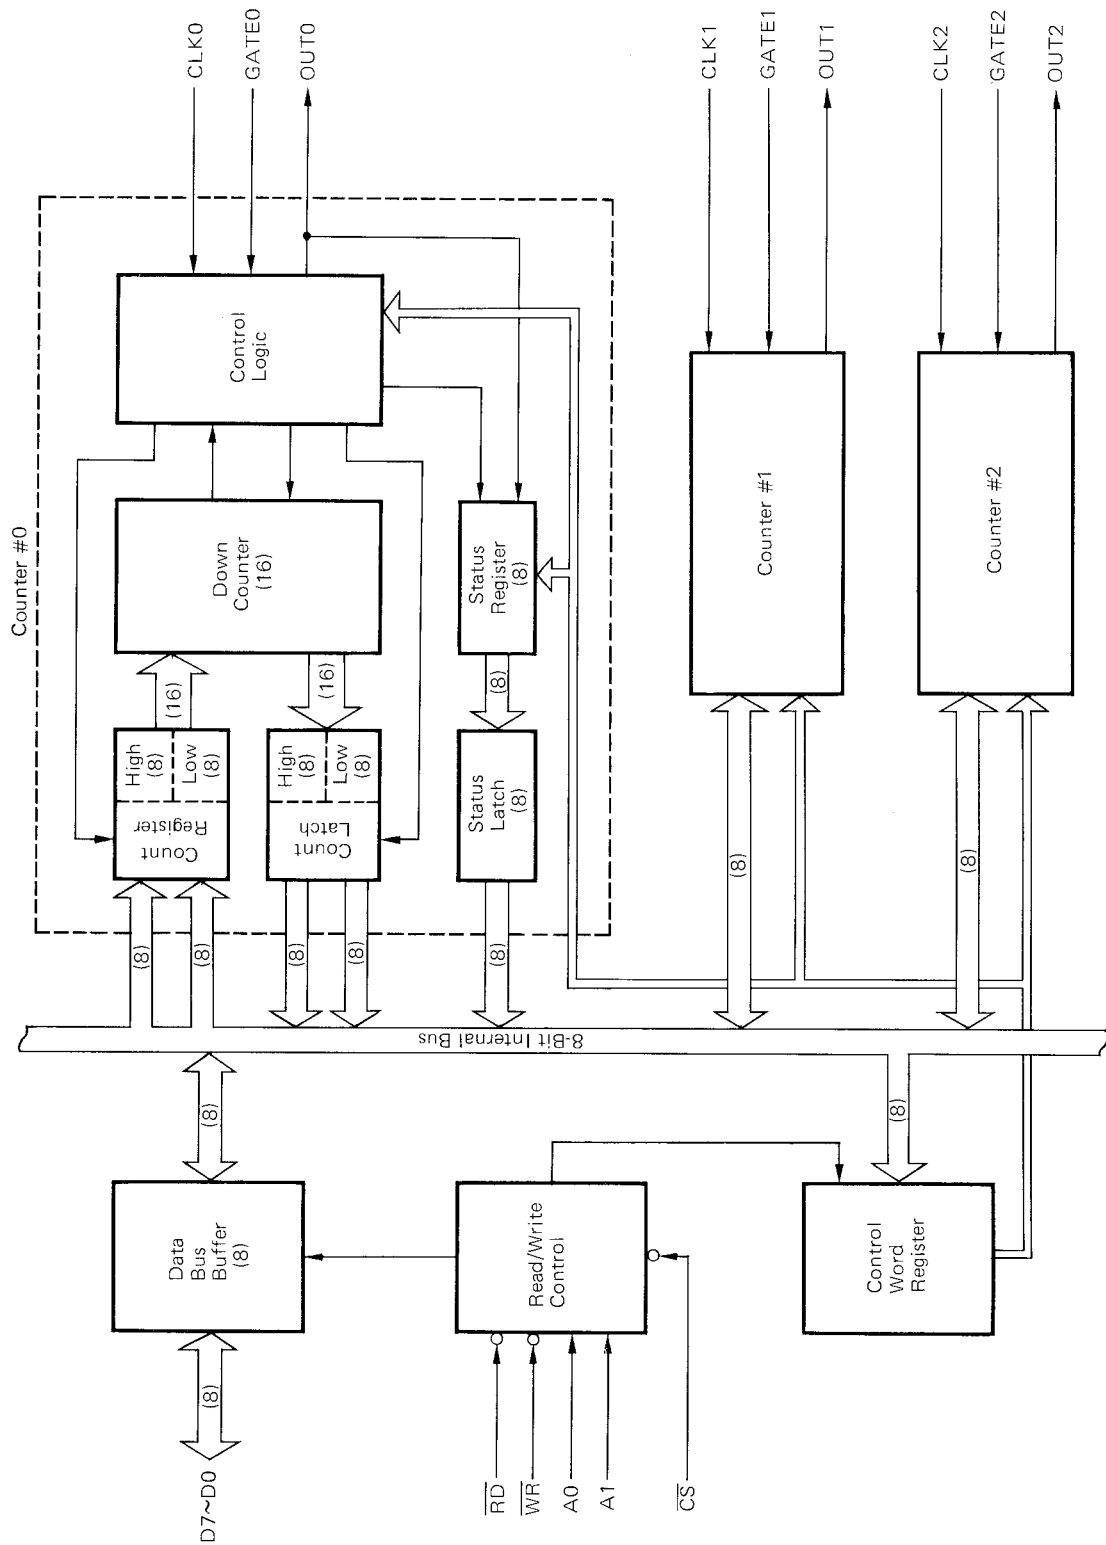 CLK0
GATE0
OUT0
CLK1
GATE1
OUT1
CLK2
GATE2
OUT2
Counter #0
Control
Logic
Down
Counter
(16)
Status
Register
(8)
Counter #1
Counter #2
(16)
(16)
(8)
High
(8)
Low
(8)
Count
Register
High
(8)
Low
(8)
Count
Latch
Status
Latch
(8)
(8)
(8)
(8)
(8)
(8)
(8)
(8)
(8)
8-Bit Internal Bus
(8)
(8)
Data
Bus
Buffer
(8)
Read/Write
Control
Control
Word
Register
(8)
D7~D0
R̅D̅
W̅R̅
A0
A1
C̅S̅